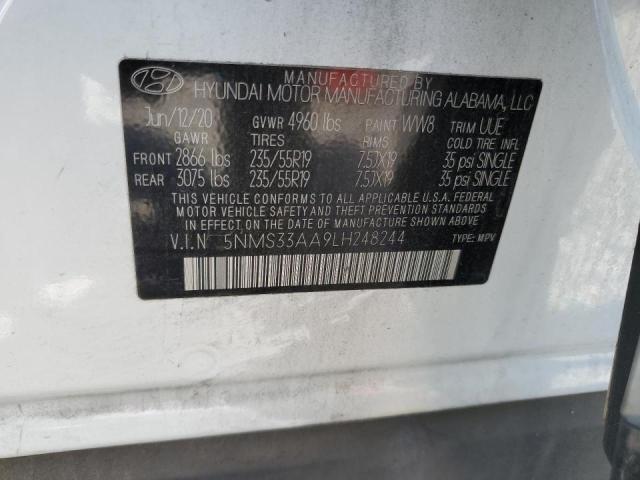 MANUFACTURED BY
HYUNDAI MOTOR MANUFACTURING ALABAMA, LLC
Jun/12/20 GVWR 4960 lbs PAINT WW8 TRIM UUE
GAWR TIRES RIMS COLD TIRE INFL
FRONT 2866 lbs 235/55R19 7.5JX19 35 psi SINGLE
REAR 3075 lbs 235/55R19 7.5JX19 35 psi SINGLE
THIS VEHICLE CONFORMS TO ALL APPLICABLE U.S.A. FEDERAL
MOTOR VEHICLE SAFETY AND THEFT PREVENTION STANDARDS
IN EFFECT ON THE DATE OF MANUFACTURE SHOWN ABOVE.
V.I.N 5NMS33AA9LH248244 TYPE: MPV